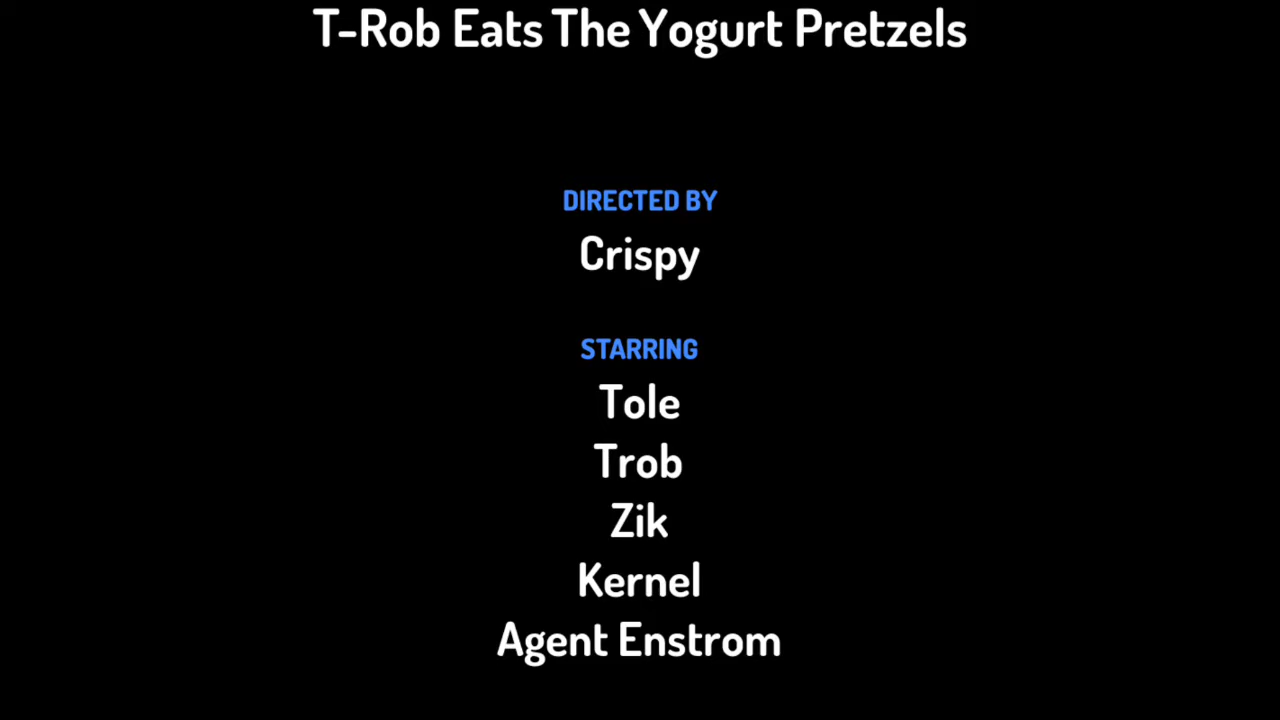 T-Rob Eats The Yogurt Pretzels
DIRECTED BY
Crispy
STARRING
Tole
Trob
Zik
Kernel
Agent Enstrom